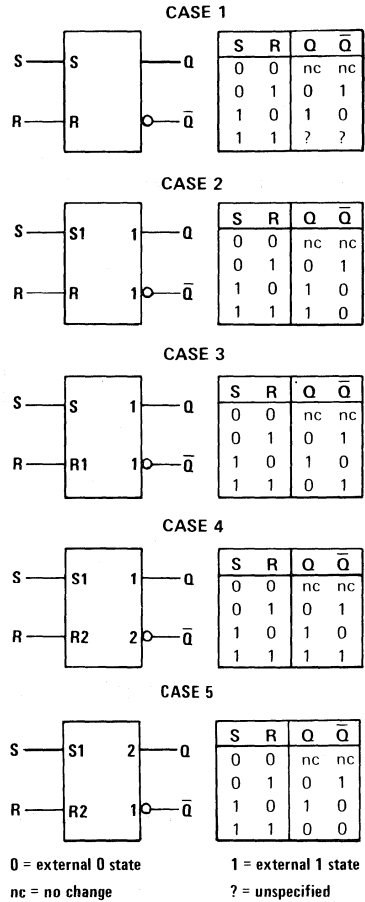 CASE 1
S S Q
R R Q̅
S R Q Q̅
0 0 nc nc
0 1 0 1
1 0 1 0
1 1 ? ?
CASE 2
S S1 1 Q
R R 1 Q̅
S R Q Q̅
0 0 nc nc
0 1 0 1
1 0 1 0
1 1 1 0
CASE 3
S S 1 Q
R R1 1 Q̅
S R Q Q̅
0 0 nc nc
0 1 0 1
1 0 1 0
1 1 0 1
CASE 4
S S1 1 Q
R R2 2 Q̅
S R Q Q̅
0 0 nc nc
0 1 0 1
1 0 1 0
1 1 1 1
CASE 5
S S1 2 Q
R R2 1 Q̅
S R Q Q̅
0 0 nc nc
0 1 0 1
1 0 1 0
1 1 0 0
0 = external 0 state
1 = external 1 state
nc = no change
? = unspecified